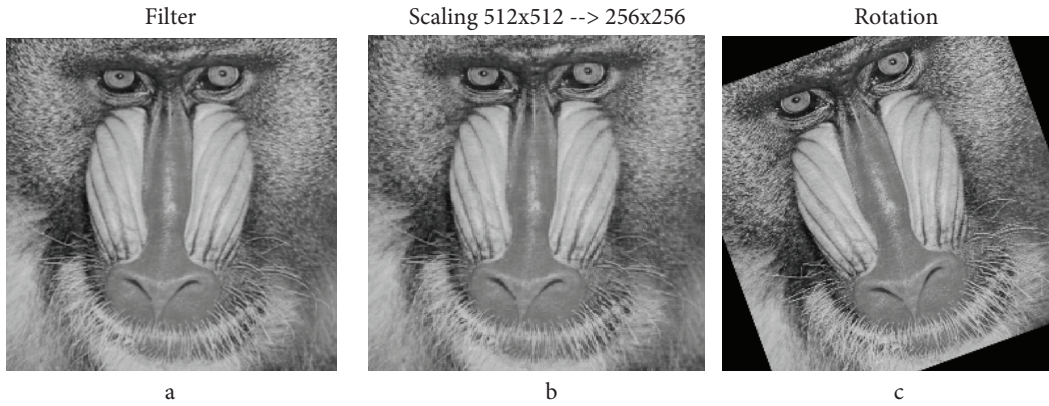 Filter
Scaling 512x512 --> 256x256
Rotation
a
b
c